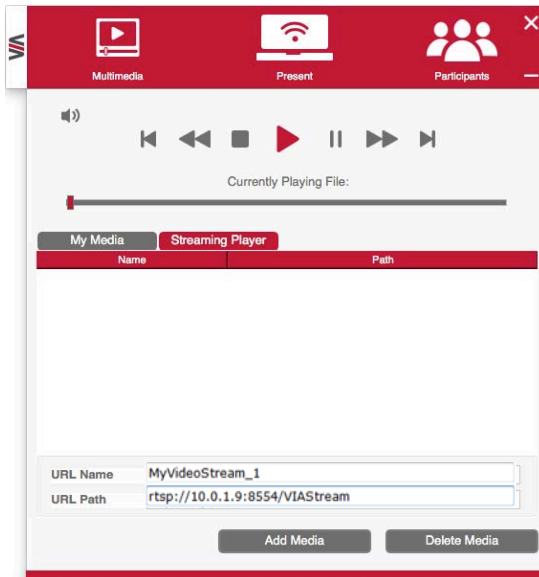 Multimedia Present Participants
Currently Playing File:
My Media Streaming Player
Name Path
URL Name MyVideoStream_1
URL Path rtsp://10.0.1.9:8554/VIAStream
Add Media Delete Media